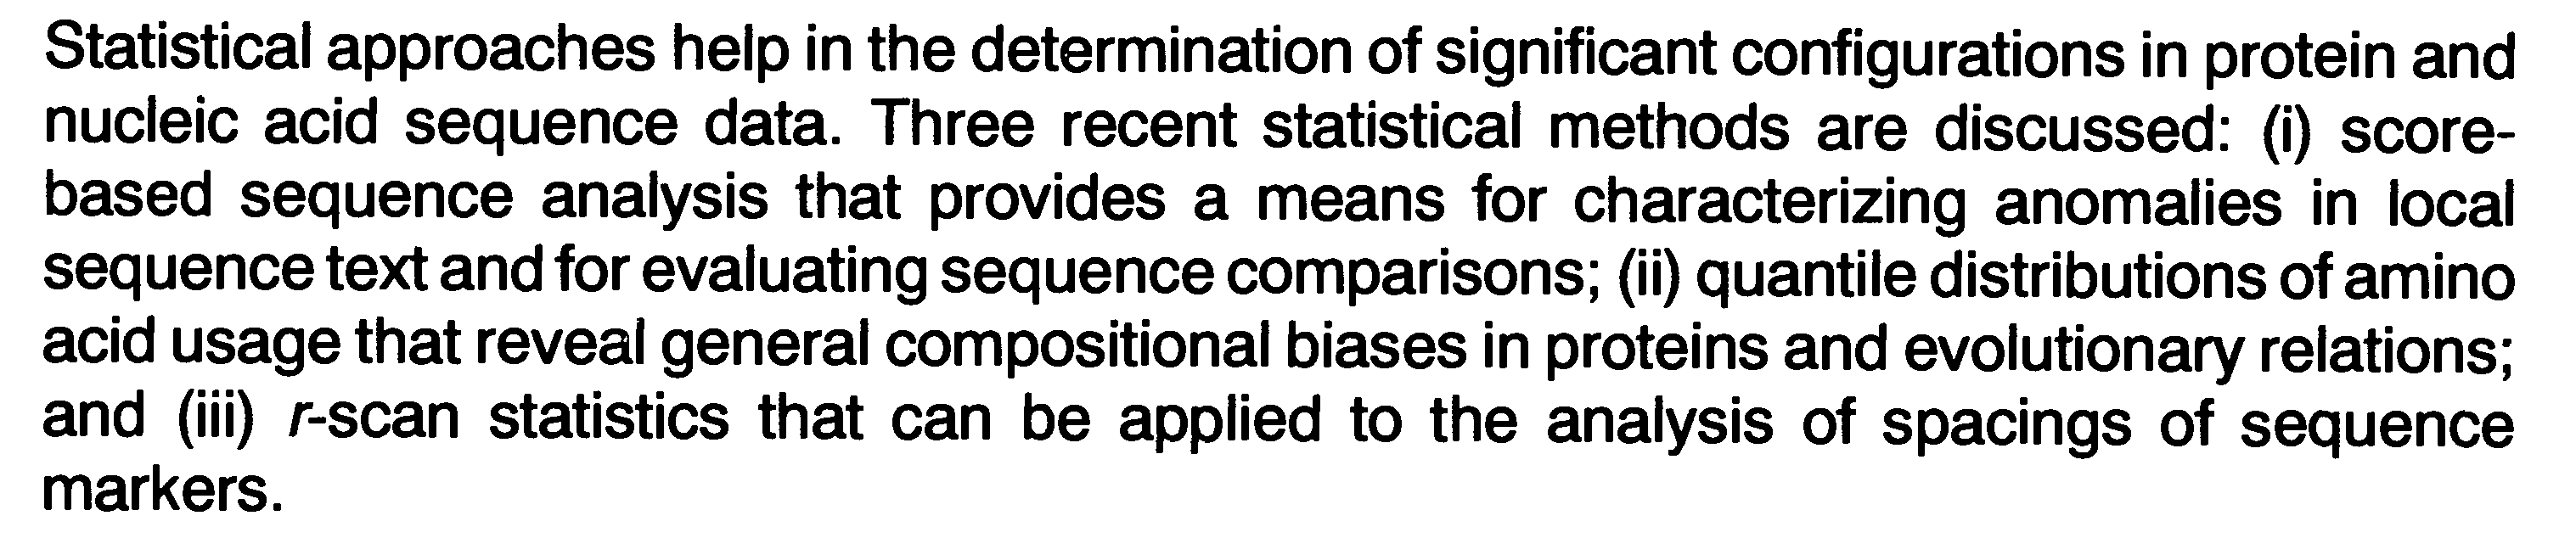 Statistical approaches help in the determination of significant configurations in protein and
nucleic acid sequence data. Three recent statistical methods are discussed: (i) score-
based sequence analysis that provides a means for characterizing anomalies in local
sequence text and for evaluating sequence comparisons; (ii) quantile distributions of amino
acid usage that reveal general compositional biases in proteins and evolutionary relations;
and (iii) r-scan statistics that can be applied to the analysis of spacings of sequence
markers.